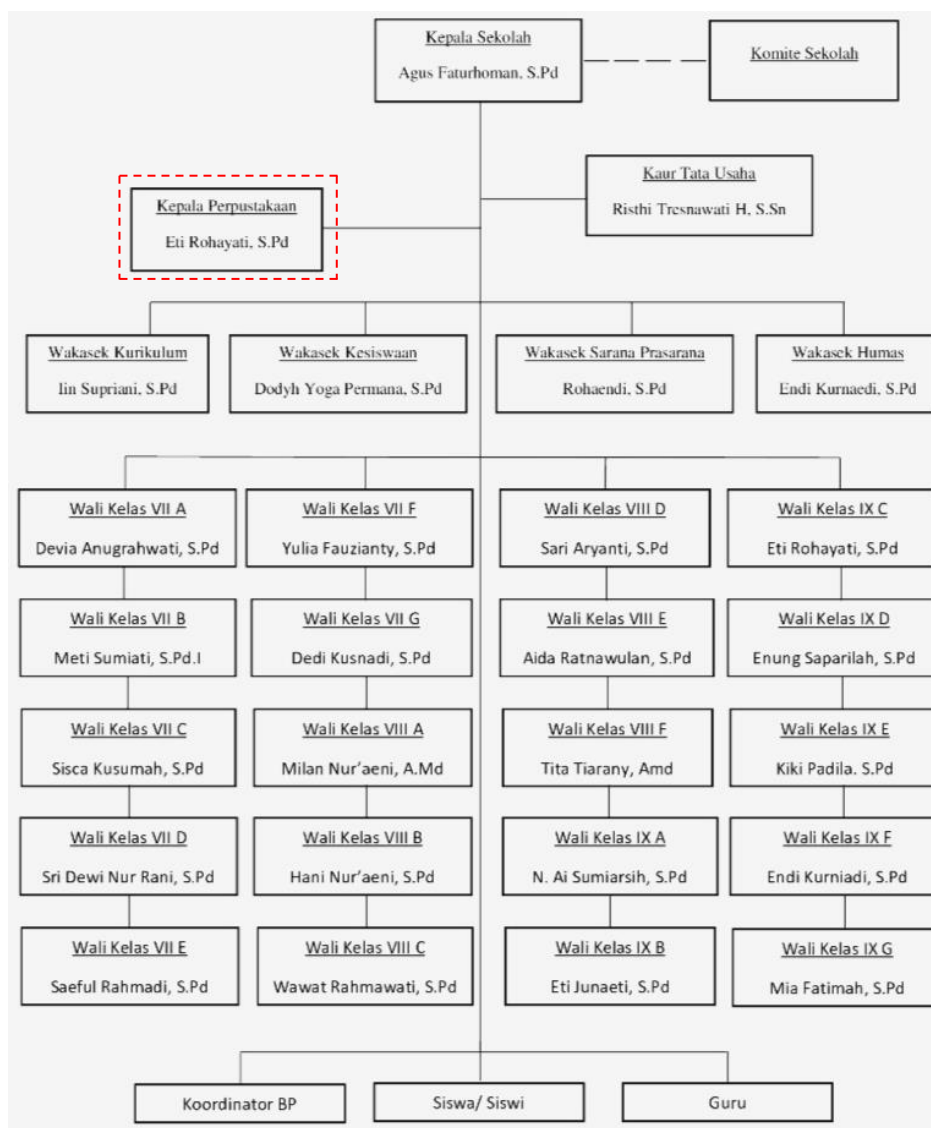 Kepala Sekolah
Agus Faturhoman, S.Pd
Komite Sekolah
Kaur Tata Usaha
Risthi Tresnawati H, S.Sn
Kepala Perpustakaan
Eti Rohayati, S.Pd
Wakasek Kurikulum
Iin Supriani, S.Pd
Wakasek Kesiswaan
Dodyh Yoga Permana, S.Pd
Wakasek Sarana Prasarana
Rohaendi, S.Pd
Wakasek Humas
Endi Kurnaedi, S.Pd
Wali Kelas VII A
Devia Anugrahwati, S.Pd
Wali Kelas VII F
Yulia Fauzianty, S.Pd
Wali Kelas VIII D
Sari Aryanti, S.Pd
Wali Kelas IX C
Eti Rohayati, S.Pd
Wali Kelas VII B
Meti Sumiati, S.Pd.I
Wali Kelas VII G
Dedi Kusnadi, S.Pd
Wali Kelas VIII E
Aida Ratnawulan, S.Pd
Wali Kelas IX D
Enung Saparilah, S.Pd
Wali Kelas VII C
Sisca Kusumah, S.Pd
Wali Kelas VIII A
Milan Nur'aeni, A.Md
Wali Kelas VIII F
Tita Tiarany, Amd
Wali Kelas IX E
Kiki Padila. S.Pd
Wali Kelas VII D
Sri Dewi Nur Rani, S.Pd
Wali Kelas VIII B
Hani Nur'aeni, S.Pd
Wali Kelas IX A
N. Ai Sumiarsih, S.Pd
Wali Kelas IX F
Endi Kurniadi, S.Pd
Wali Kelas VII E
Saeful Rahmadi, S.Pd
Wali Kelas VIII C
Wawat Rahmawati, S.Pd
Wali Kelas IX B
Eti Junaeti, S.Pd
Wali Kelas IX G
Mia Fatimah, S.Pd
Koordinator BP
Siswa/ Siswi
Guru